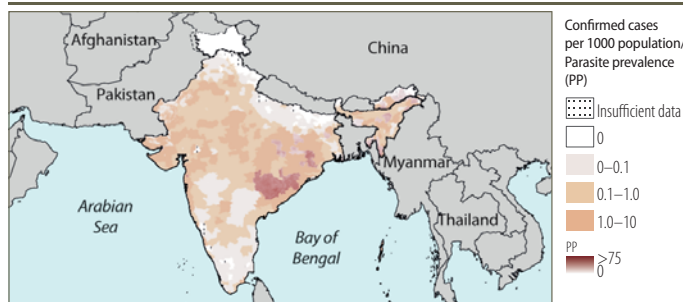 Afghanistan
China
Pakistan
Myanmar
Thailand
Arabian
Sea
Bay of
Bengal
Confirmed cases
per 1000 population/
Parasite prevalence
(PP)
Insufficient data
0
0–0.1
0.1–1.0
1.0–10
PP
>75
0